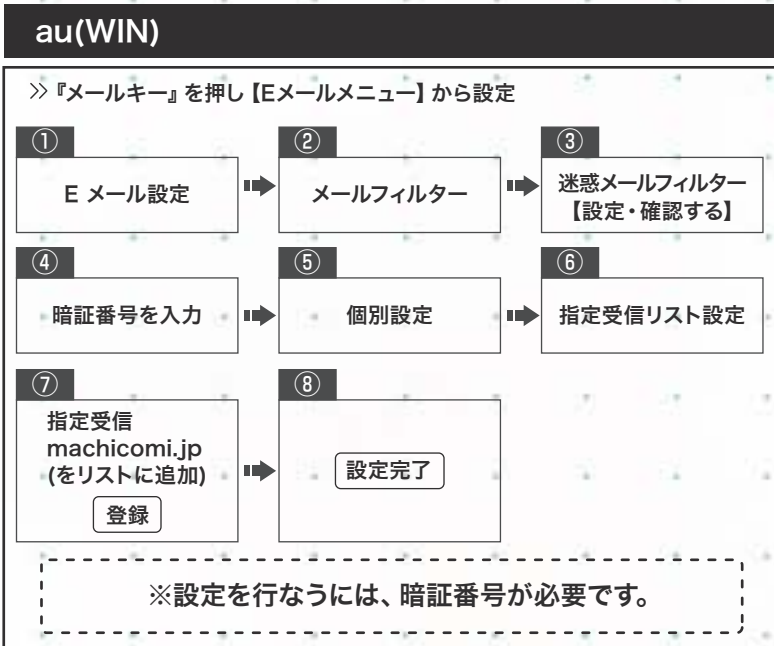 au(WIN)
≫『メールキー』を押し【Eメールメニュー】から設定
①
E メール設定
②
メールフィルター
③
迷惑メールフィルター
【設定・確認する】
④
暗証番号を入力
⑤
個別設定
⑥
指定受信リスト設定
⑦
指定受信
machicomi.jp
(をリストに追加)
登録
⑧
設定完了
※設定を行なうには、暗証番号が必要です。